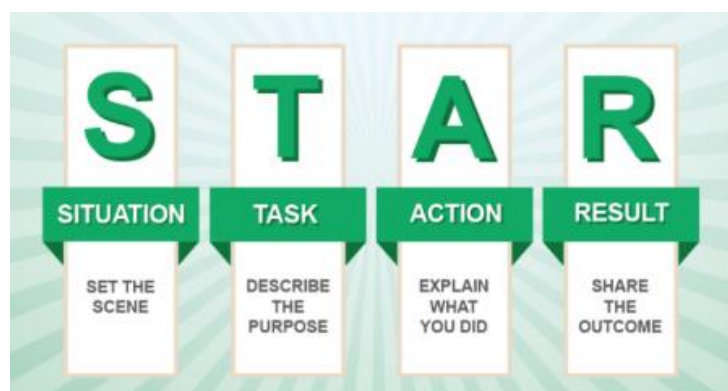 S
SITUATION
SET THE
SCENE
T
TASK
DESCRIBE
THE
PURPOSE
A
ACTION
EXPLAIN
WHAT
YOU DID
R
RESULT
SHARE
THE
OUTCOME